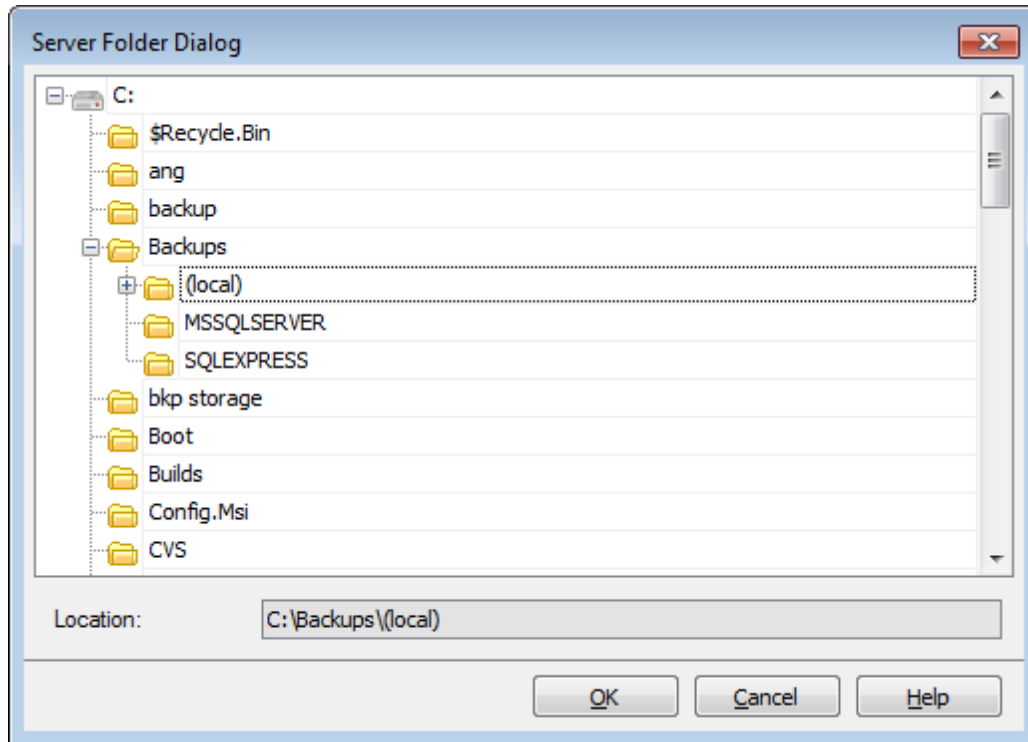 Server Folder Dialog
C:
$Recycle.Bin
ang
backup
Backups
(local)
MSSQLSERVER
SQLEXPRESS
bkp storage
Boot
Builds
Config.Msi
CVS
Location: C:\Backups\(local)
OK Cancel Help